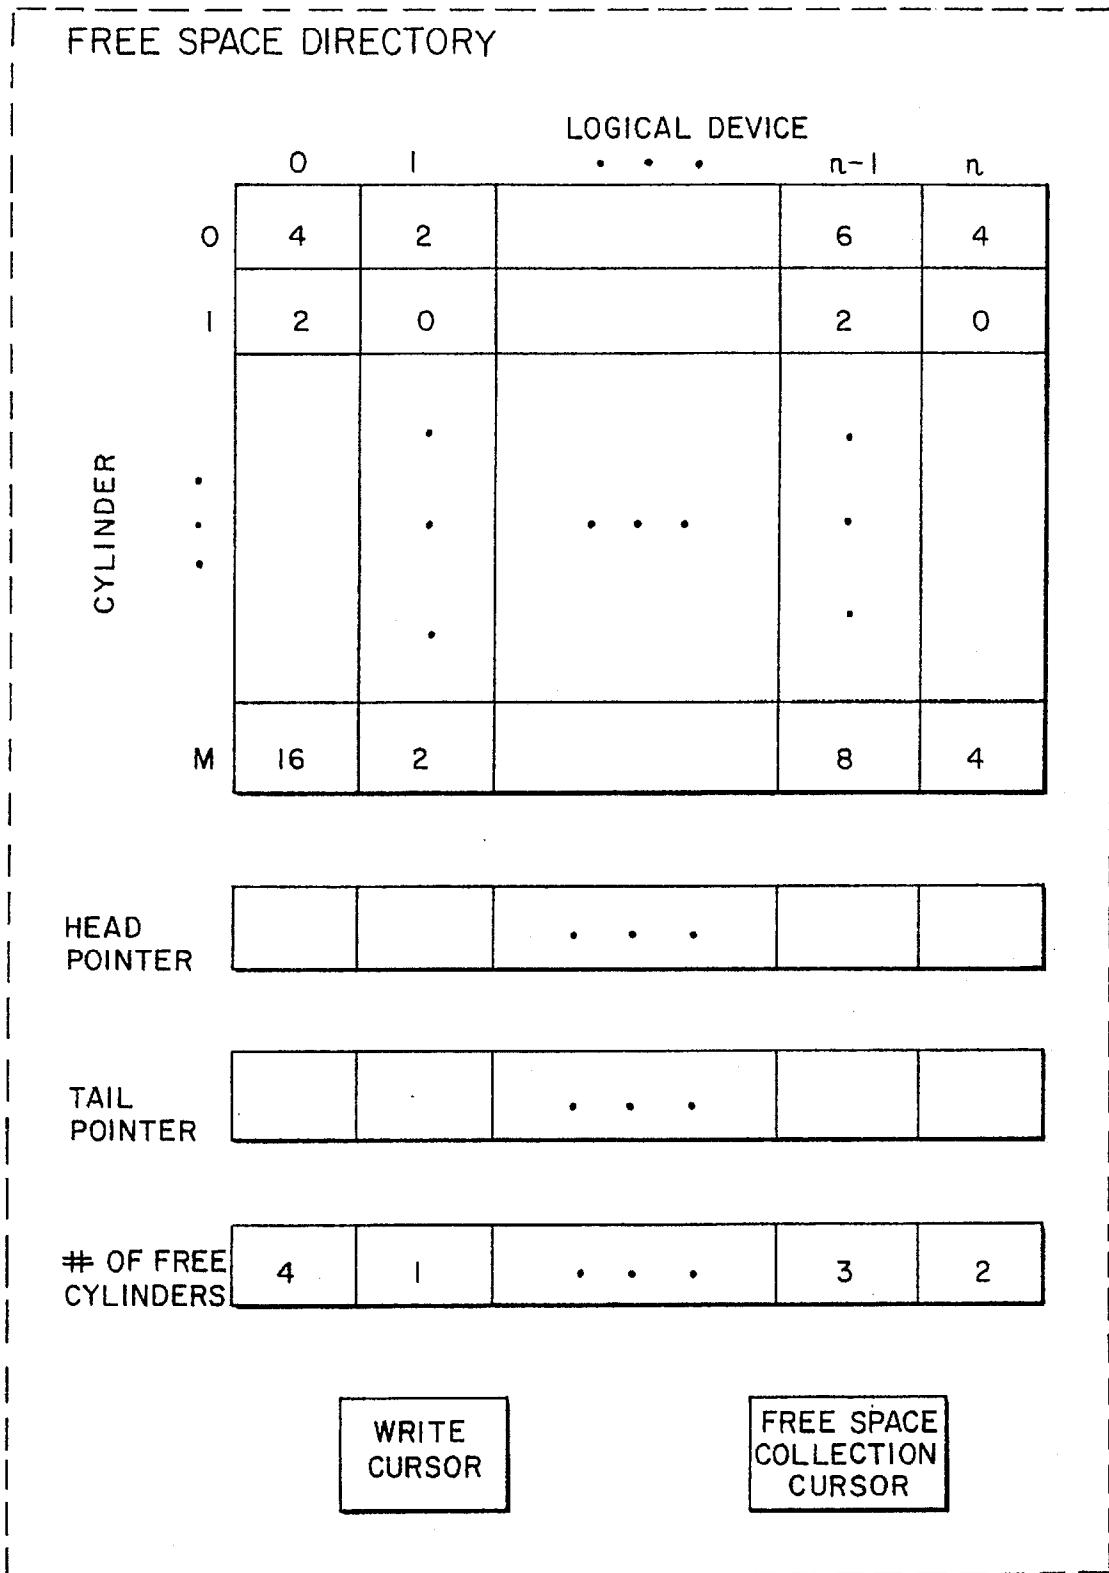 FREE SPACE DIRECTORY
LOGICAL DEVICE
0 1 • • • n-1 n
0 4 2 6 4
1 2 0 2 0
CYLINDER
M 16 2 8 4
HEAD
POINTER
TAIL
POINTER
# OF FREE
CYLINDERS
4 1 • • • 3 2
WRITE
CURSOR
FREE SPACE
COLLECTION
CURSOR